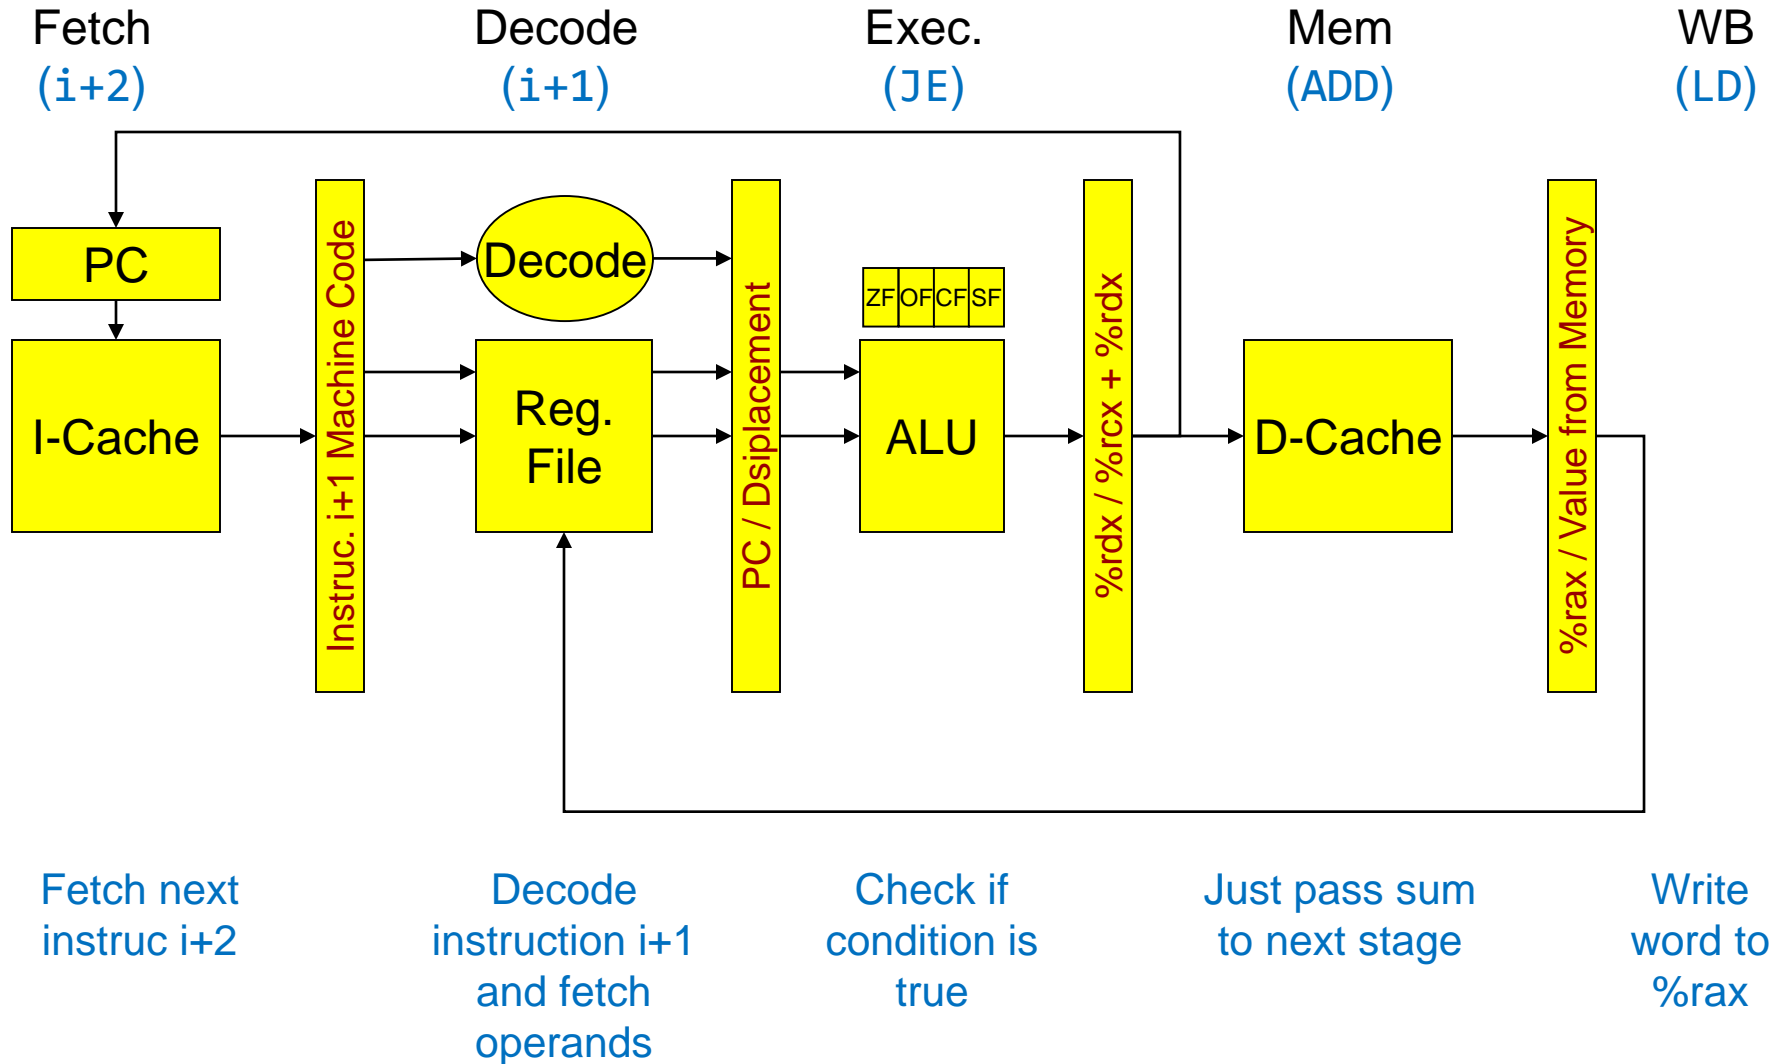 Fetch
(i+2)
Decode
(i+1)
Exec.
(JE)
Mem
(ADD)
WB
(LD)
PC
I-Cache
Instruc. i+1 Machine Code
Decode
Reg.
File
PC / Dsiplacement
ZF OF CF SF
ALU
%rdx / %rcx + %rdx
D-Cache
%rax / Value from Memory
Fetch next
instruc i+2
Decode
instruction i+1
and fetch
operands
Check if
condition is
true
Just pass sum
to next stage
Write
word to
%rax